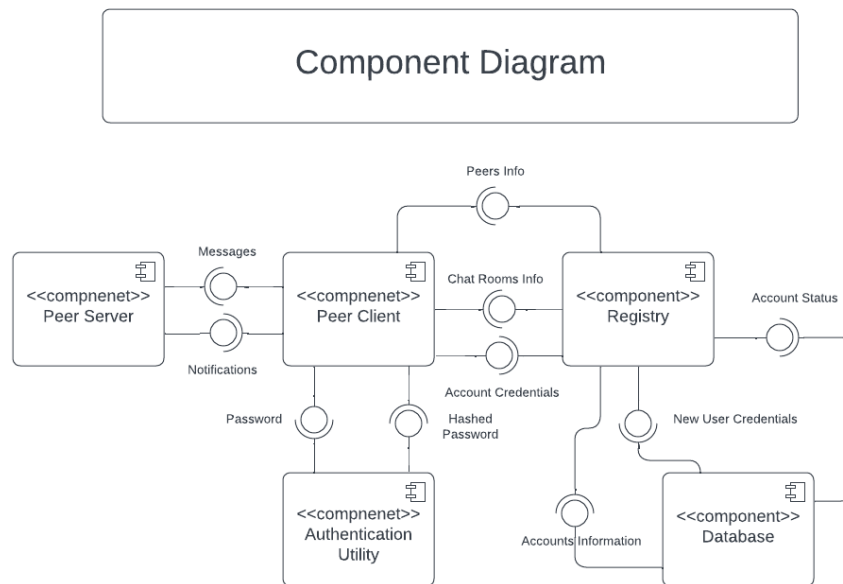 Component Diagram
Peers Info
Messages
<<compnenet>>
Peer Server
<<compnenet>>
Peer Client
Chat Rooms Info
<<component>>
Registry
Account Status
Notifications
Account Credentials
Password
Hashed
Password
New User Credentials
<<compnenet>>
Authentication
Utility
Accounts Information
<<component>>
Database